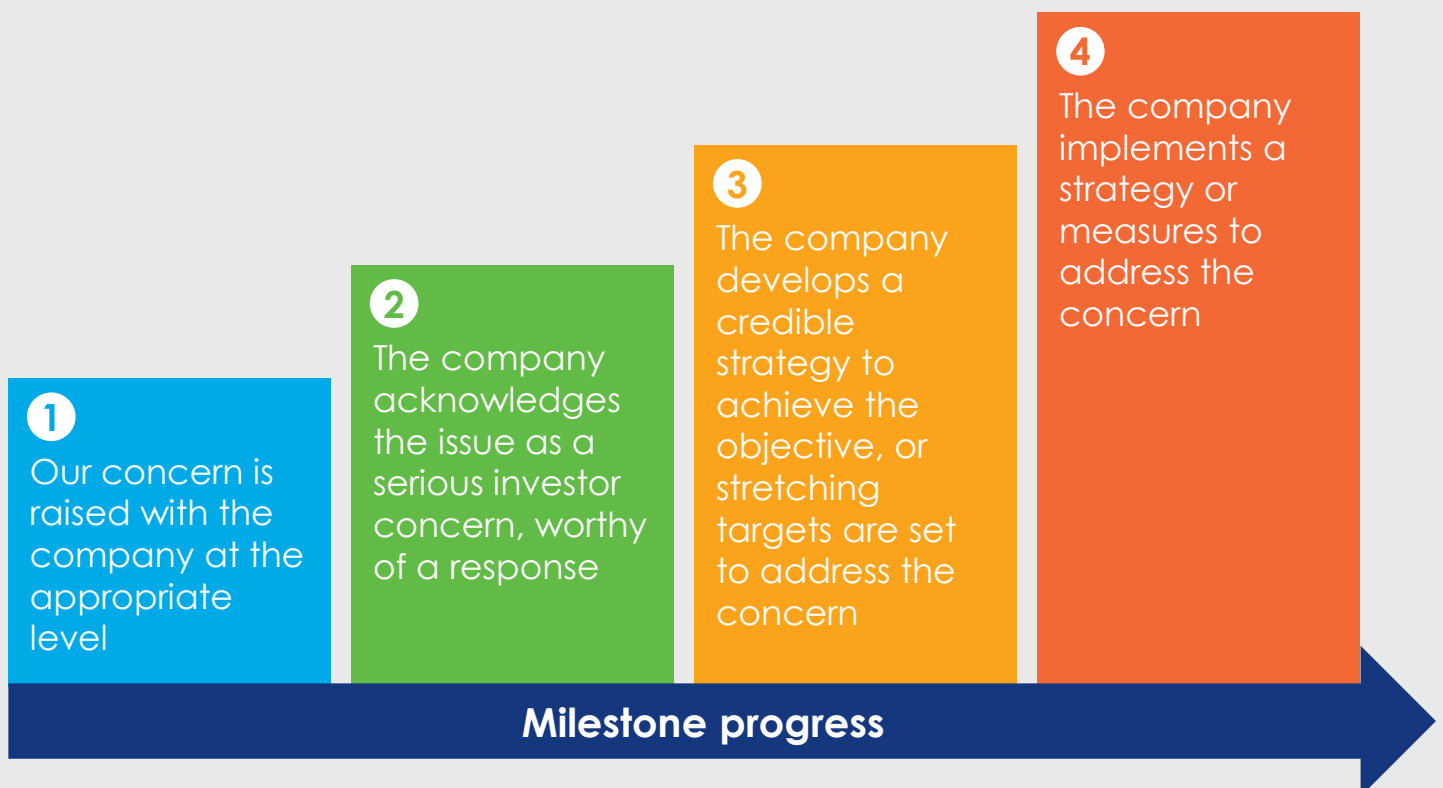 1
Our concern is
raised with the
company at the
appropriate
level
2
The company
acknowledges
the issue as a
serious investor
concern, worthy
of a response
3
The company
develops a
credible
strategy to
achieve the
objective, or
stretching
targets are set
to address the
concern
4
The company
implements a
strategy or
measures to
address the
concern
Milestone progress